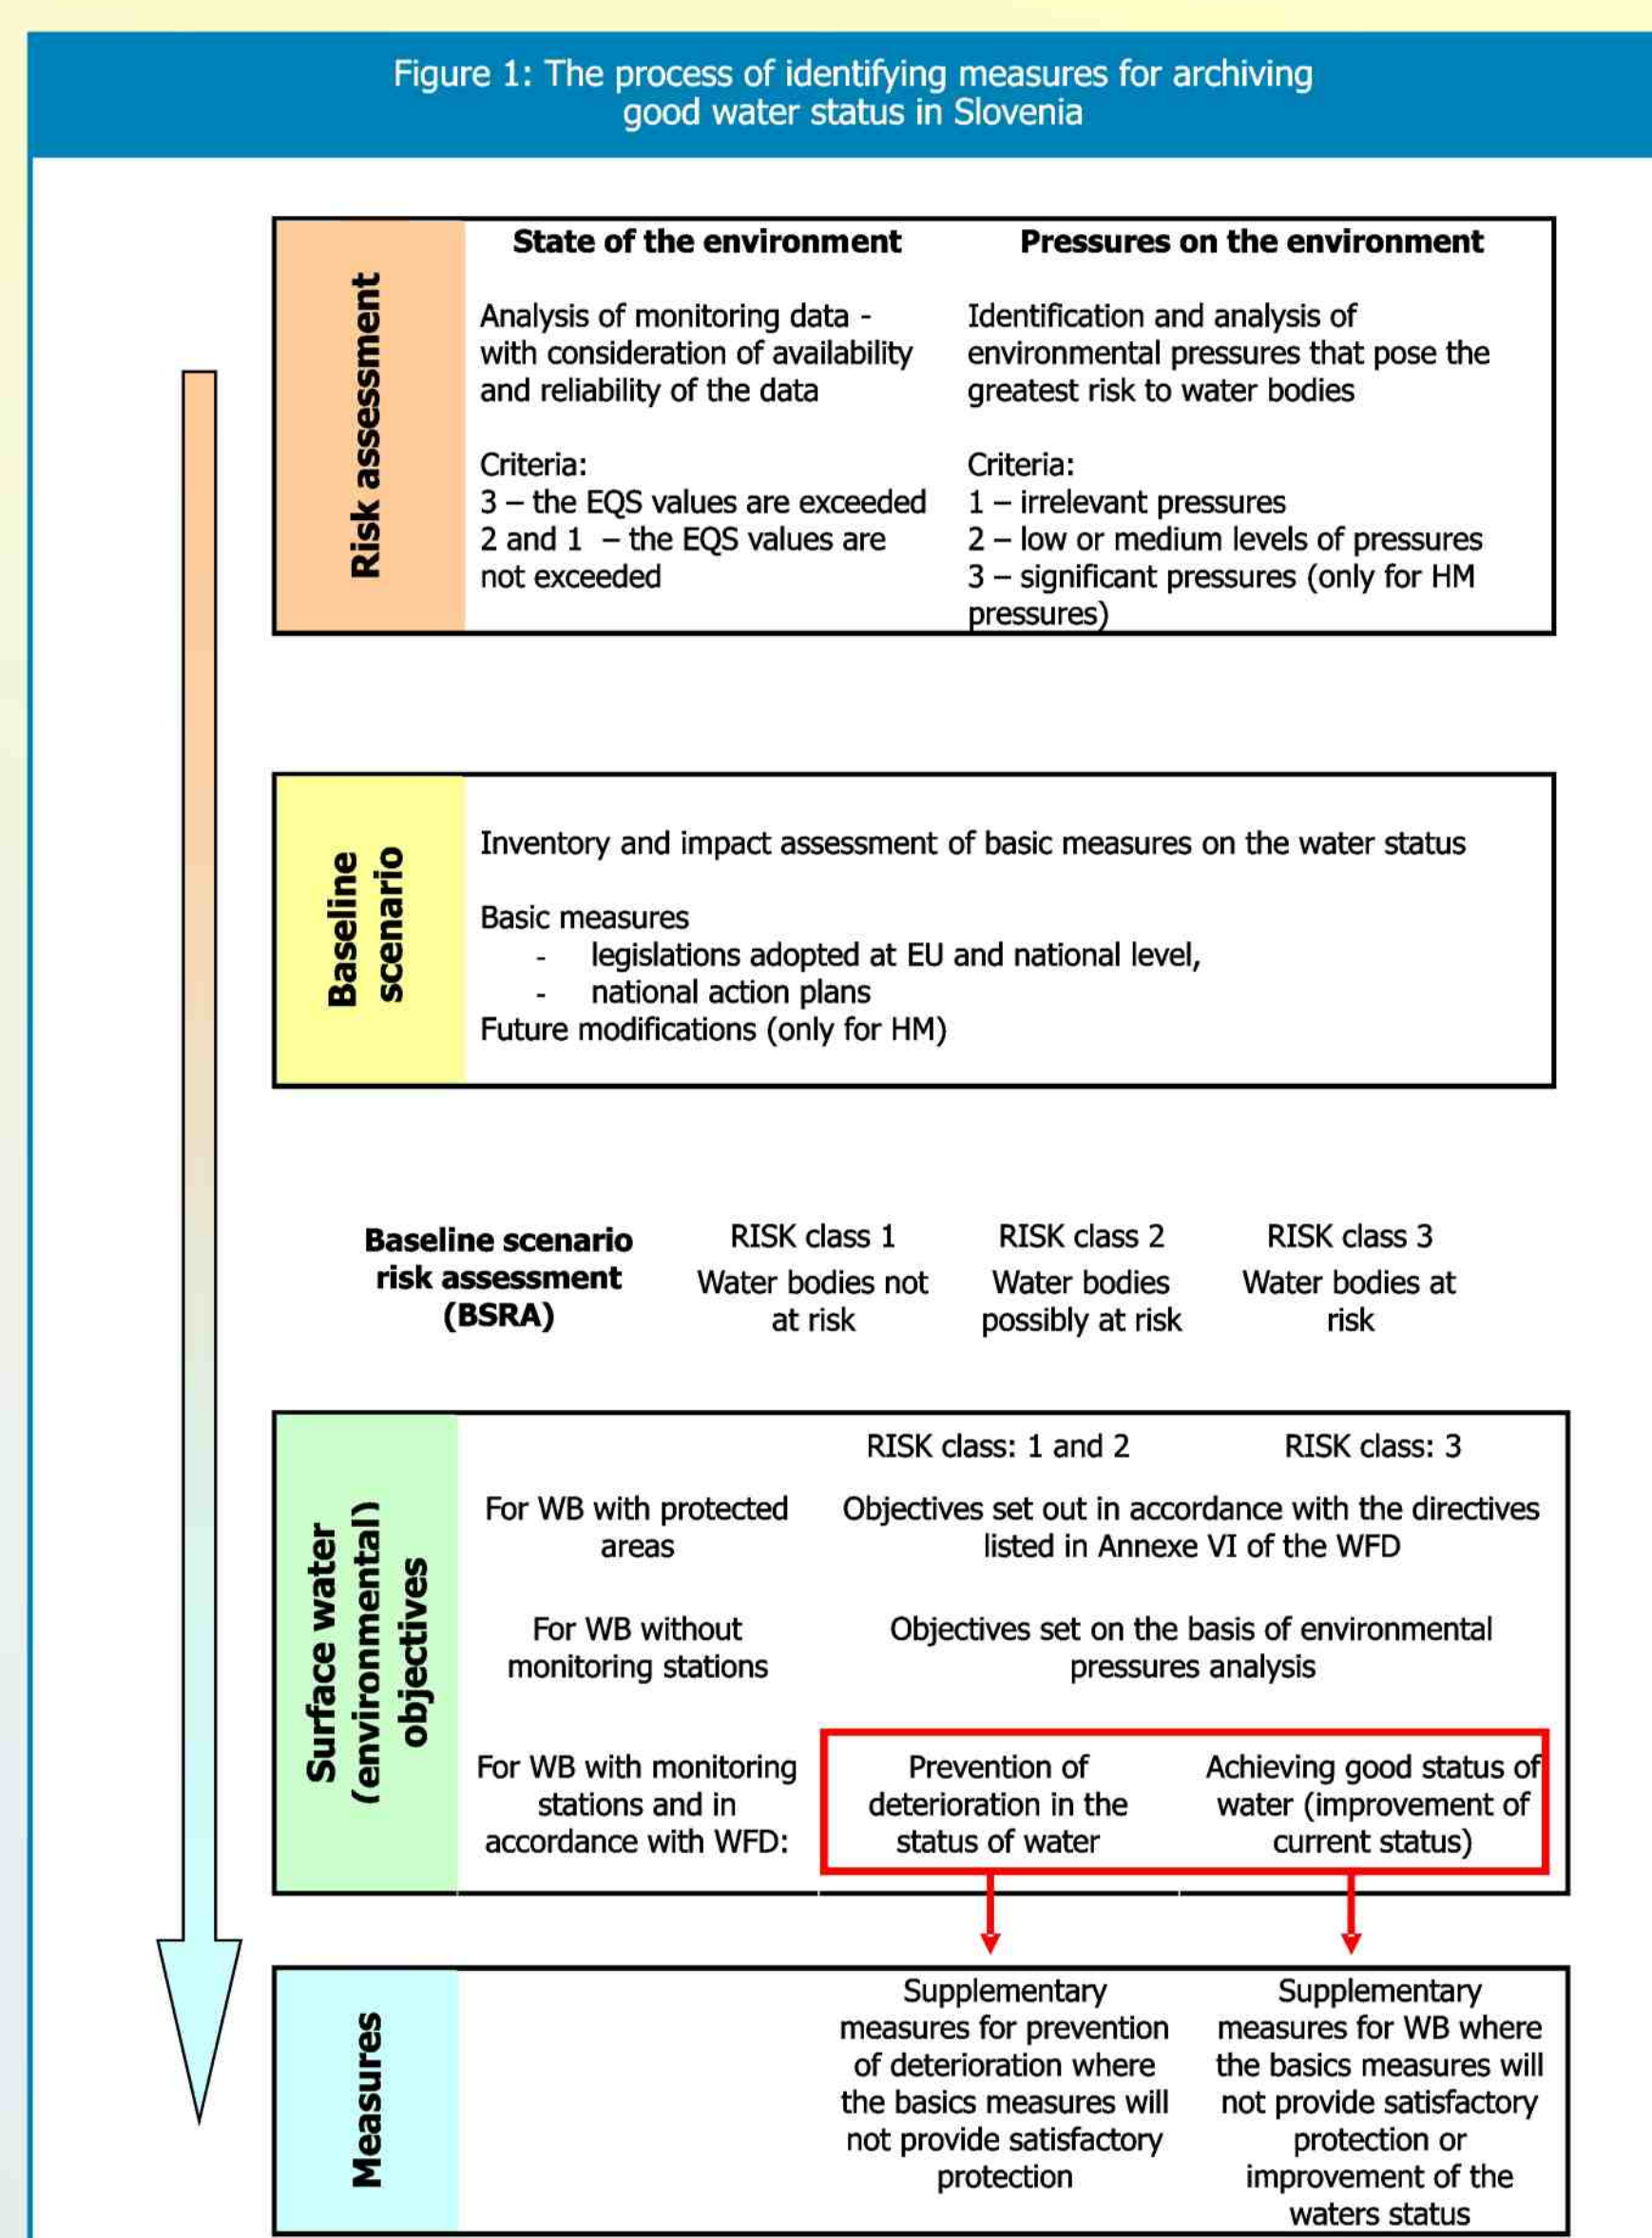 Figure 1: The process of identifying measures for archiving
good water status in Slovenia
Risk assessment
State of the environment
Analysis of monitoring data -
with consideration of availability
and reliability of the data
Criteria:
3 – the EQS values are exceeded
2 and 1 – the EQS values are
not exceeded
Pressures on the environment
Identification and analysis of
environmental pressures that pose the
greatest risk to water bodies
Criteria:
1 – irrelevant pressures
2 – low or medium levels of pressures
3 – significant pressures (only for HM
pressures)
Baseline
scenario
Inventory and impact assessment of basic measures on the water status
Basic measures
- legislations adopted at EU and national level,
- national action plans
Future modifications (only for HM)
Baseline scenario
risk assessment
(BSRA)
RISK class 1
Water bodies not
at risk
RISK class 2
Water bodies
possibly at risk
RISK class 3
Water bodies at
risk
Surface water
(environmental)
objectives
RISK class: 1 and 2
RISK class: 3
For WB with protected
areas
Objectives set out in accordance with the directives
listed in Annexe VI of the WFD
For WB without
monitoring stations
Objectives set on the basis of environmental
pressures analysis
For WB with monitoring
stations and in
accordance with WFD:
Prevention of
deterioration in the
status of water
Achieving good status of
water (improvement of
current status)
Measures
Supplementary
measures for prevention
of deterioration where
the basics measures will
not provide satisfactory
protection
Supplementary
measures for WB where
the basics measures will
not provide satisfactory
protection or
improvement of the
waters status